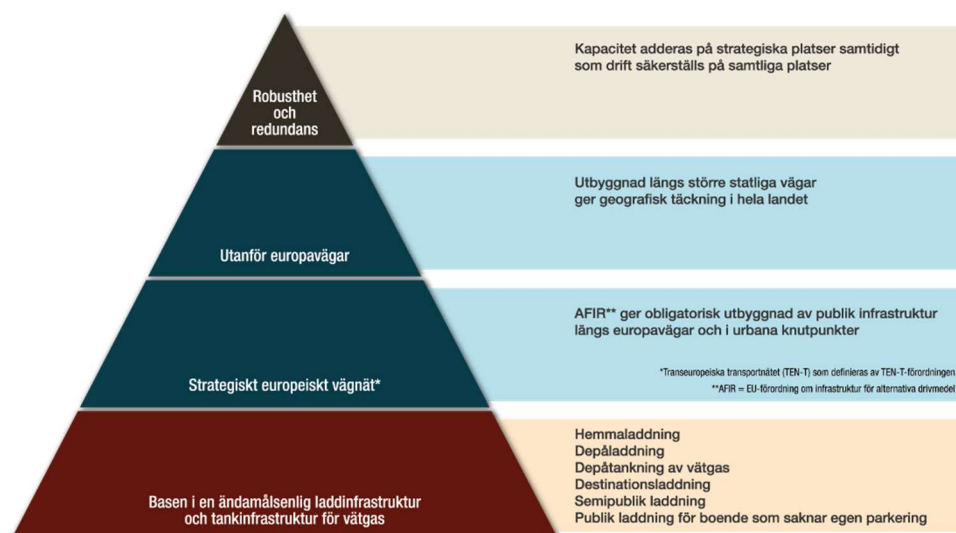 Robusthet
och
redundans
Kapacitet adderas på strategiska platser samtidigt
som drift säkerställs på samtliga platser
Utanför europavägar
Utbyggnad längs större statliga vägar
ger geografisk täckning i hela landet
Strategiskt europeiskt vägnät*
AFIR** ger obligatorisk utbyggnad av publik infrastruktur
längs europavägar och i urbana knutpunkter
*Transeuropeiska transportnätet (TEN-T) som definieras av TEN-T-förordningen
**AFIR = EU-förordning om infrastruktur för alternativa drivmedel
Basen i en ändamålsenlig laddinfrastruktur
och tankinfrastruktur för vätgas
Hemmaladdning
Depåladdning
Depåtankning av vätgas
Destinationsladdning
Semipublik laddning
Publik laddning för boende som saknar egen parkering